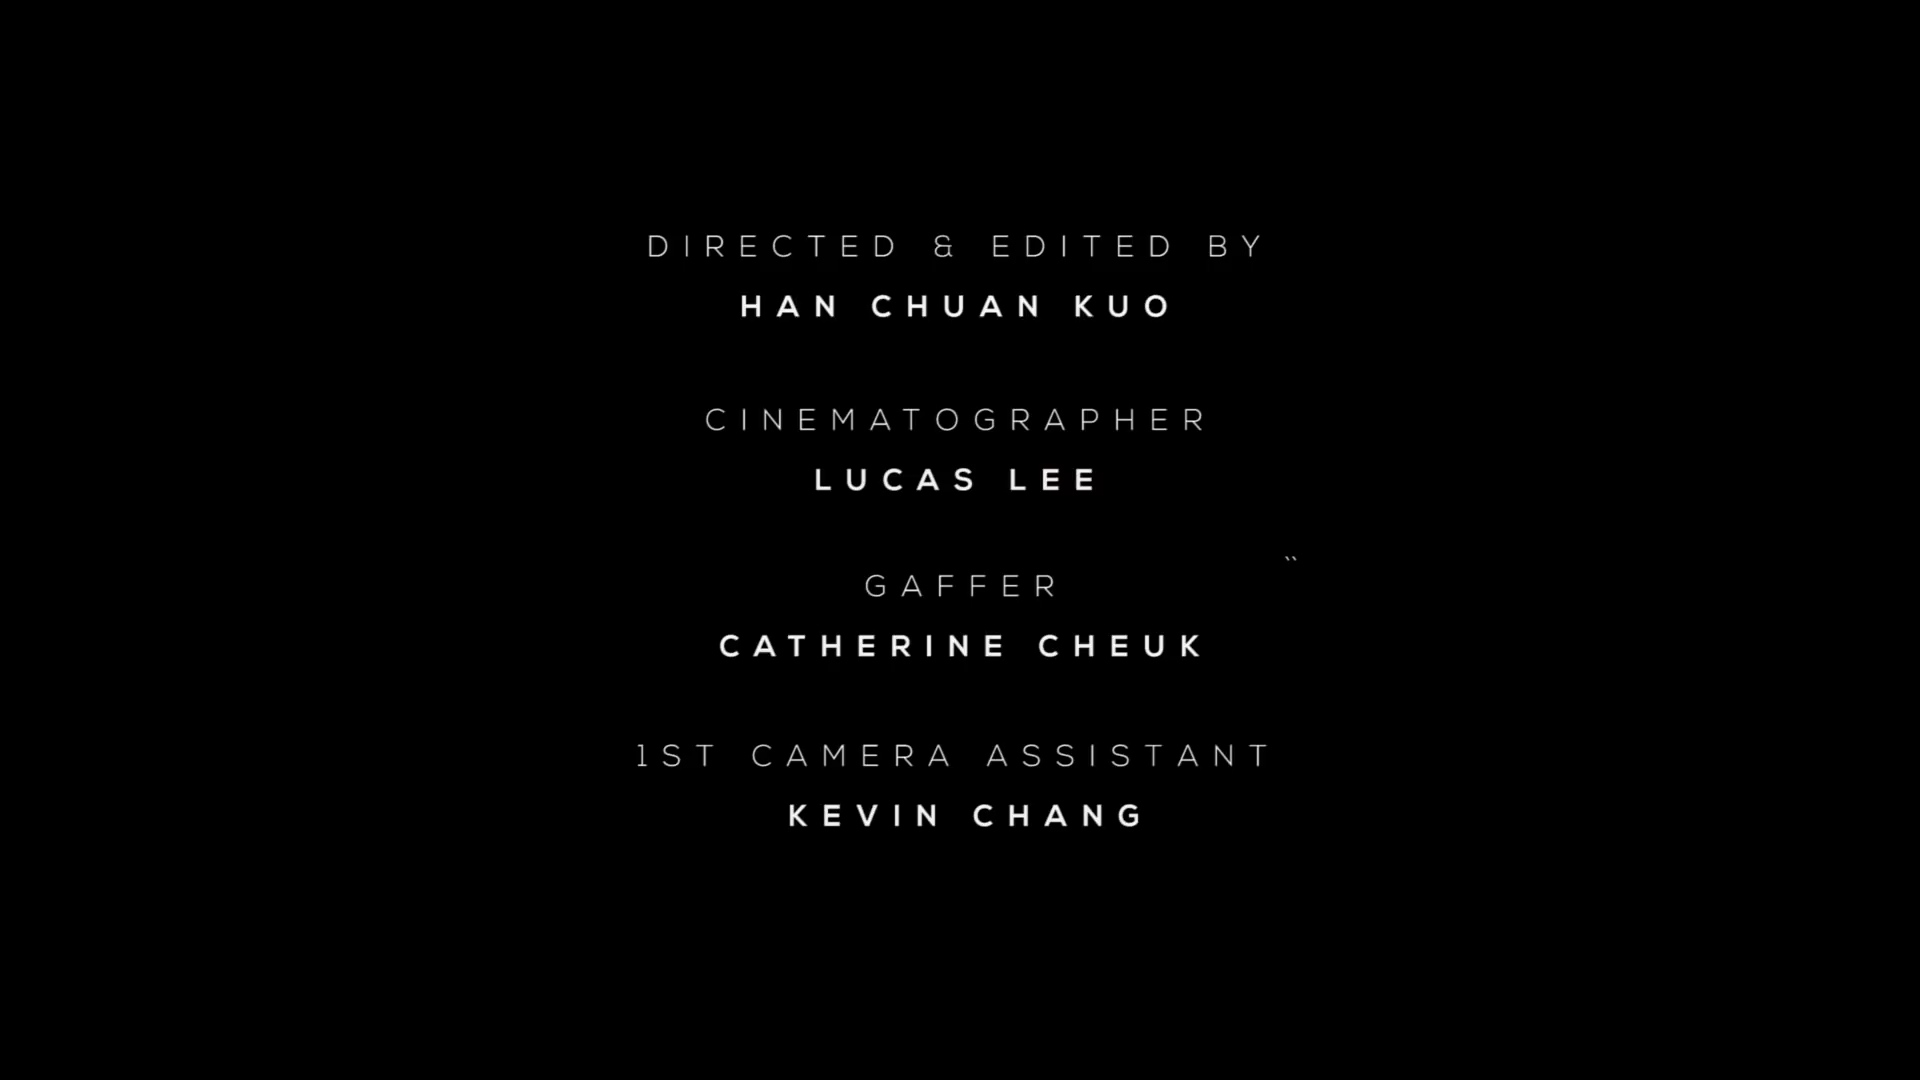 DIRECTED & EDITED BY
HAN CHUAN KUO
CINEMATOGRAPHER
LUCAS LEE
``
GAFFER
CATHERINE CHEUK
1ST CAMERA ASSISTANT
KEVIN CHANG